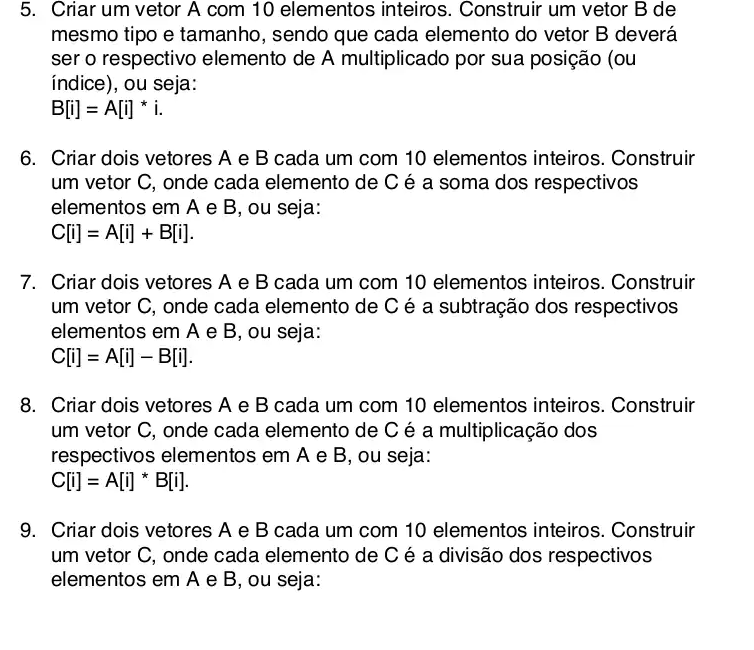 5. Criar um vetor A com 10 elementos inteiros. Construir um vetor B de
mesmo tipo e tamanho, sendo que cada elemento do vetor B deverá
ser o respectivo elemento de A multiplicado por sua posição (ou
índice), ou seja:
B[i] = A[i] * i.
6. Criar dois vetores A e B cada um com 10 elementos inteiros. Construir
um vetor C, onde cada elemento de C é a soma dos respectivos
elementos em A e B, ou seja:
C[i] = A[i] + B[i].
7. Criar dois vetores A e B cada um com 10 elementos inteiros. Construir
um vetor C, onde cada elemento de C é a subtração dos respectivos
elementos em A e B, ou seja:
C[i] = A[i] – B[i].
8. Criar dois vetores A e B cada um com 10 elementos inteiros. Construir
um vetor C, onde cada elemento de C é a multiplicação dos
respectivos elementos em A e B, ou seja:
C[i] = A[i] * B[i].
9. Criar dois vetores A e B cada um com 10 elementos inteiros. Construir
um vetor C, onde cada elemento de C é a divisão dos respectivos
elementos em A e B, ou seja: